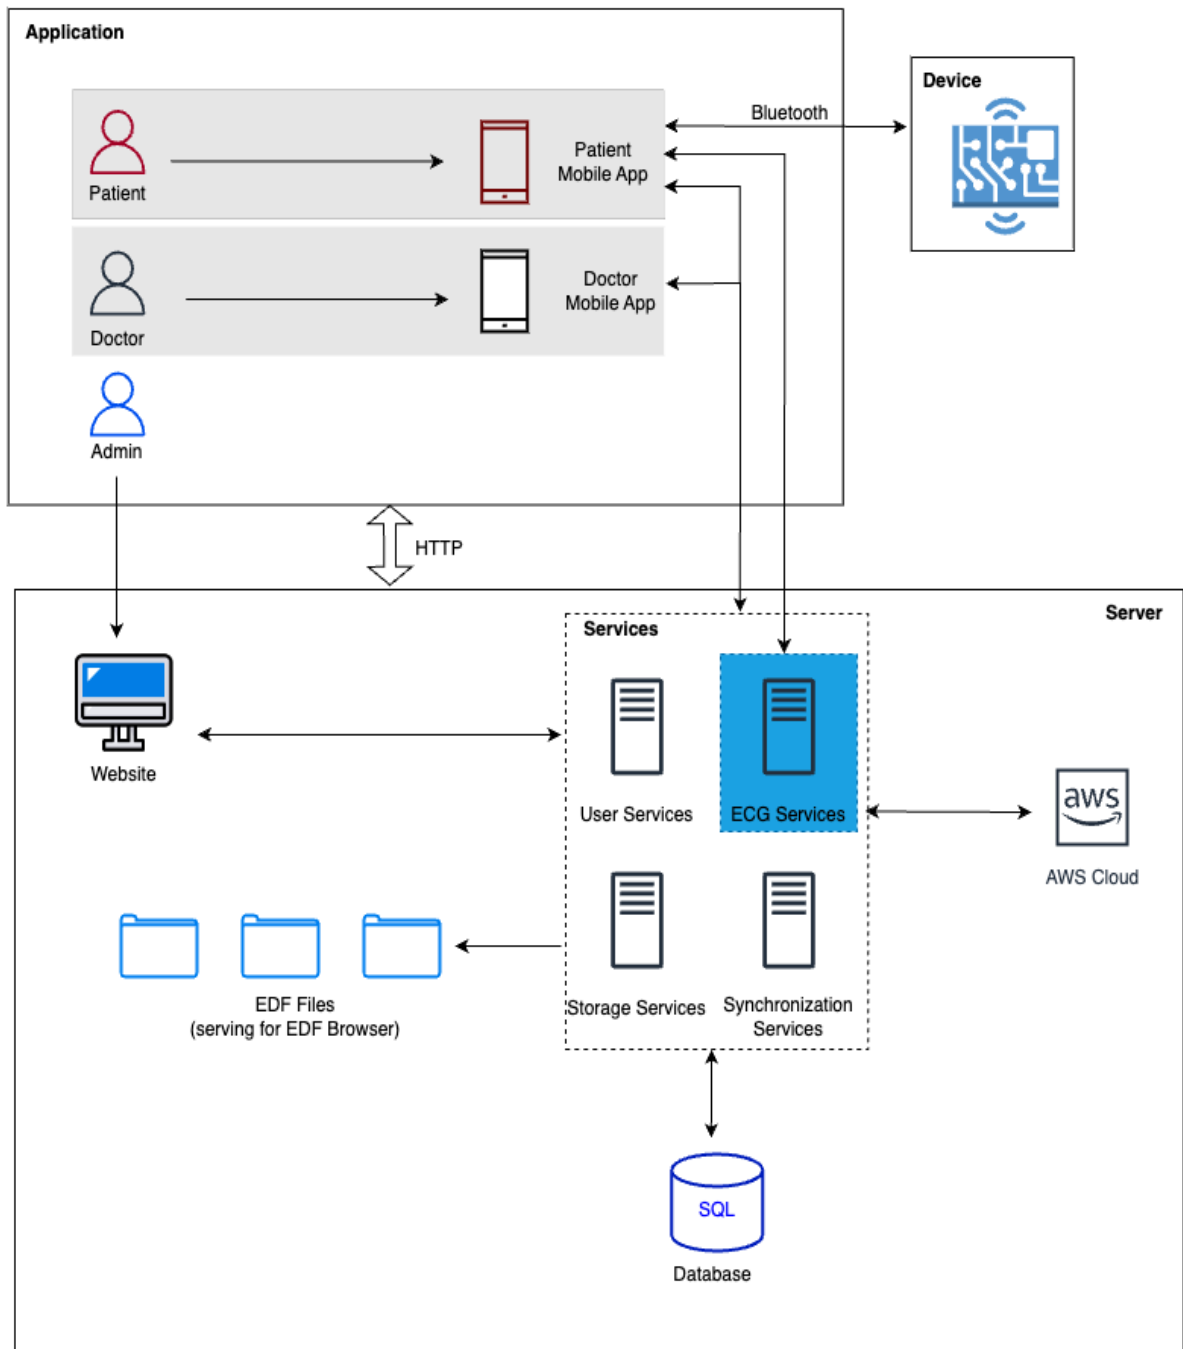 Application
Device
Bluetooth
Patient
Mobile App
Patient
Doctor
Mobile App
Doctor
Admin
HTTP
Server
Services
Website
User Services
ECG Services
aws
AWS Cloud
EDF Files
(serving for EDF Browser)
Storage Services
Synchronization
Services
SQL
Database